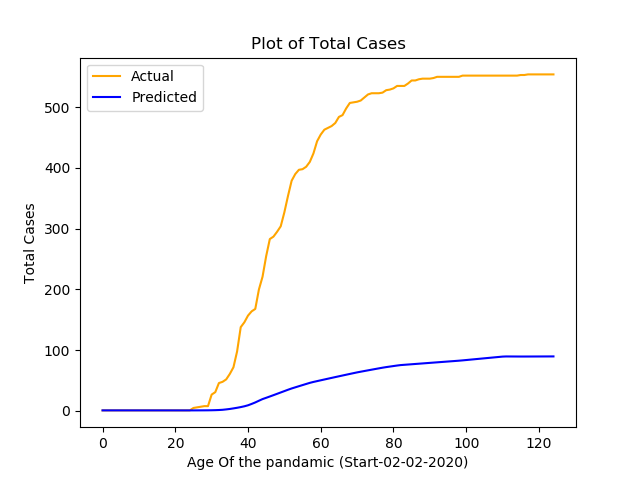 Plot of Total Cases
Actual
Predicted
Total Cases
500
400
300
200
100
0
0 20 40 60 80 100 120
Age Of the pandamic (Start-02-02-2020)